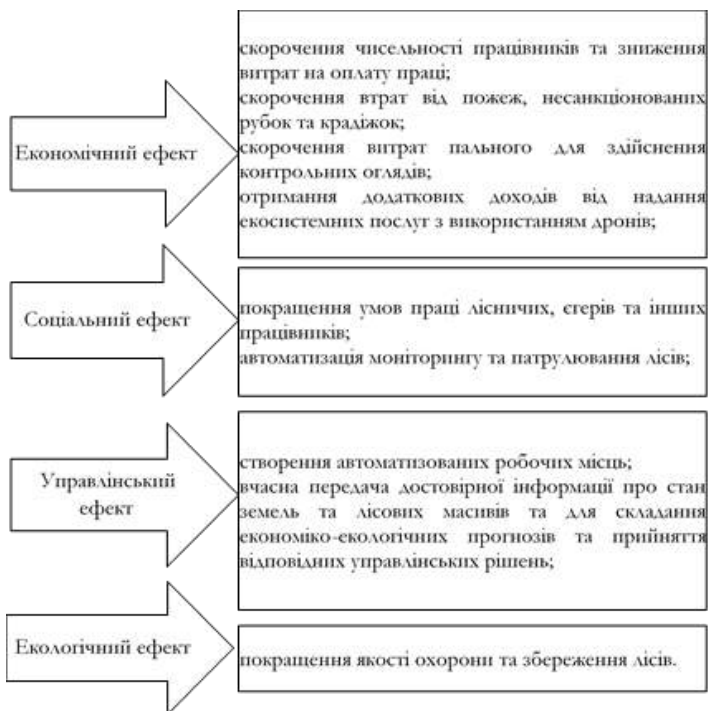 Економічний ефект
скорочення чисельності працівників та зниження
витрат на оплату праці;
скорочення втрат від пожеж, несанкціонованих
рубок та крадіжок;
скорочення витрат пального для здійснення
контрольних оглядів;
отримання додаткових доходів від надання
екосистемних послуг з використанням дронів;
Соціальний ефект
покращення умов праці лісничих, єгерів та інших
працівників;
автоматизація моніторингу та патрулювання лісів;
Управлінський
ефект
створення автоматизованих робочих місць;
вчасна передача достовірної інформації про стан
земель та лісових масивів та для складання
економіко-екологічних прогнозів та прийняття
відповідних управлінських рішень;
Екологічний ефект
покращення якості охорони та збереження лісів.